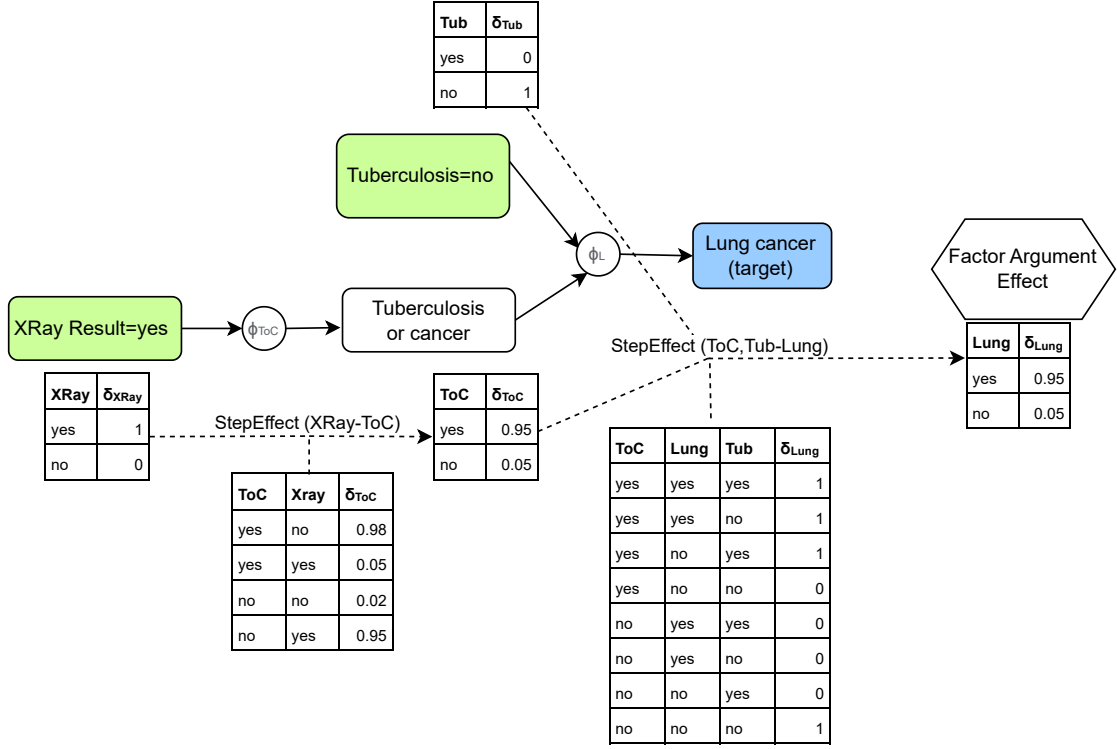 Tub δTub
yes 0
no 1
Tuberculosis=no
ϕL
Lung cancer
(target)
Factor Argument
Effect
XRay Result=yes
ϕToC
Tuberculosis
or cancer
StepEffect (ToC,Tub-Lung)
Lung δLung
yes 0.95
no 0.05
XRay δXRay
yes 1
no 0
StepEffect (XRay-ToC)
ToC δToC
yes 0.95
no 0.05
ToC Xray δToC
yes no 0.98
yes yes 0.05
no no 0.02
no yes 0.95
ToC Lung Tub δLung
yes yes yes 1
yes yes no 1
yes no yes 1
yes no no 0
no yes yes 0
no yes no 0
no no yes 0
no no no 1